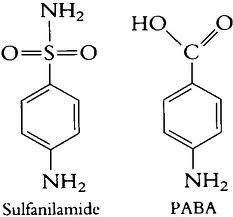 NH₂
HO O
O=S=O C
NH₂ NH₂
Sulfanilamide PABA